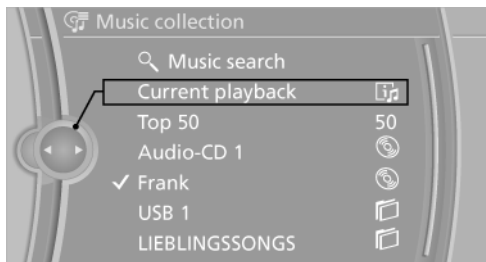 Music collection
Music search
Current playback
Top 50 50
Audio-CD 1
Frank
USB 1
LIEBLINGSSONGS